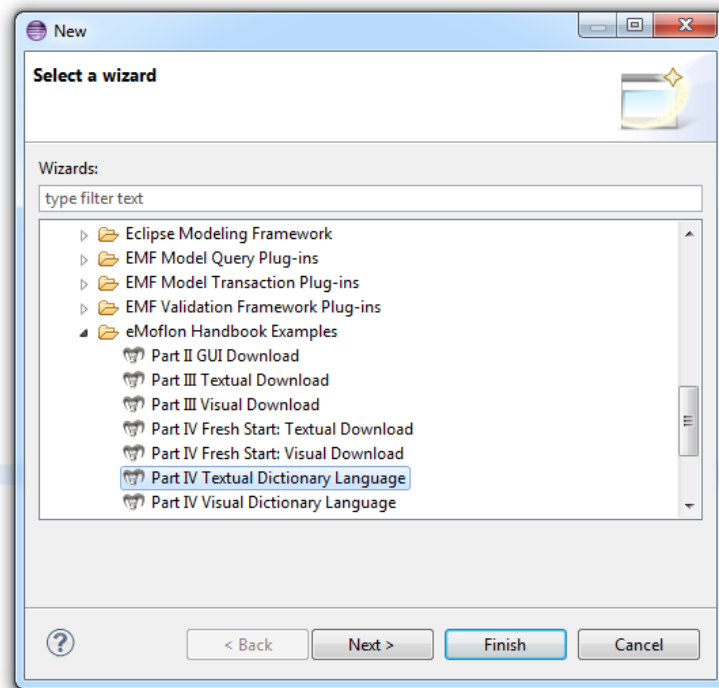 New
Select a wizard
Wizards:
type filter text
Eclipse Modeling Framework
EMF Model Query Plug-ins
EMF Model Transaction Plug-ins
EMF Validation Framework Plug-ins
eMoflon Handbook Examples
Part II GUI Download
Part III Textual Download
Part III Visual Download
Part IV Fresh Start: Textual Download
Part IV Fresh Start: Visual Download
Part IV Textual Dictionary Language
Part IV Visual Dictionary Language
? < Back Next > Finish Cancel